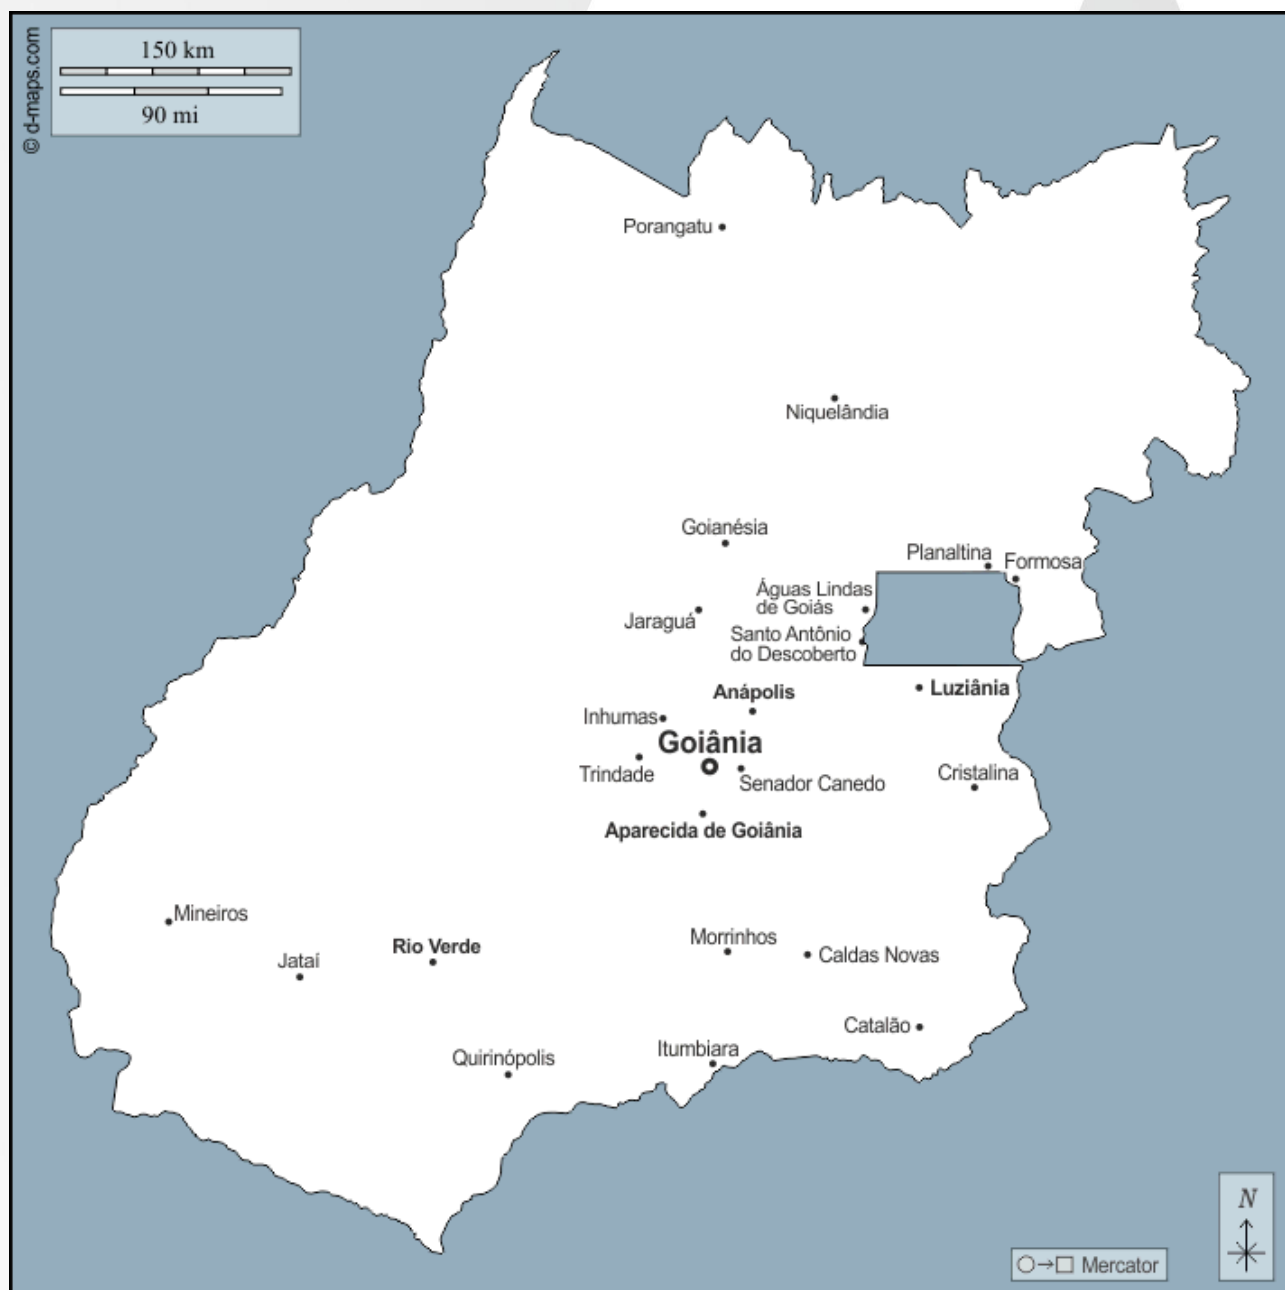 © d-maps.com
150 km
90 mi
Porangatu
Niquelândia
Goianésia
Planaltina
Formosa
Águas Lindas
de Goiás
Jaraguá
Santo Antônio
do Descoberto
Anápolis
Luziânia
Inhumas
Goiânia
Trindade
Senador Canedo
Cristalina
Aparecida de Goiânia
Mineiros
Rio Verde
Morrinhos
Caldas Novas
Jataí
Catalão
Quirinópolis
Itumbiara
N
Mercator